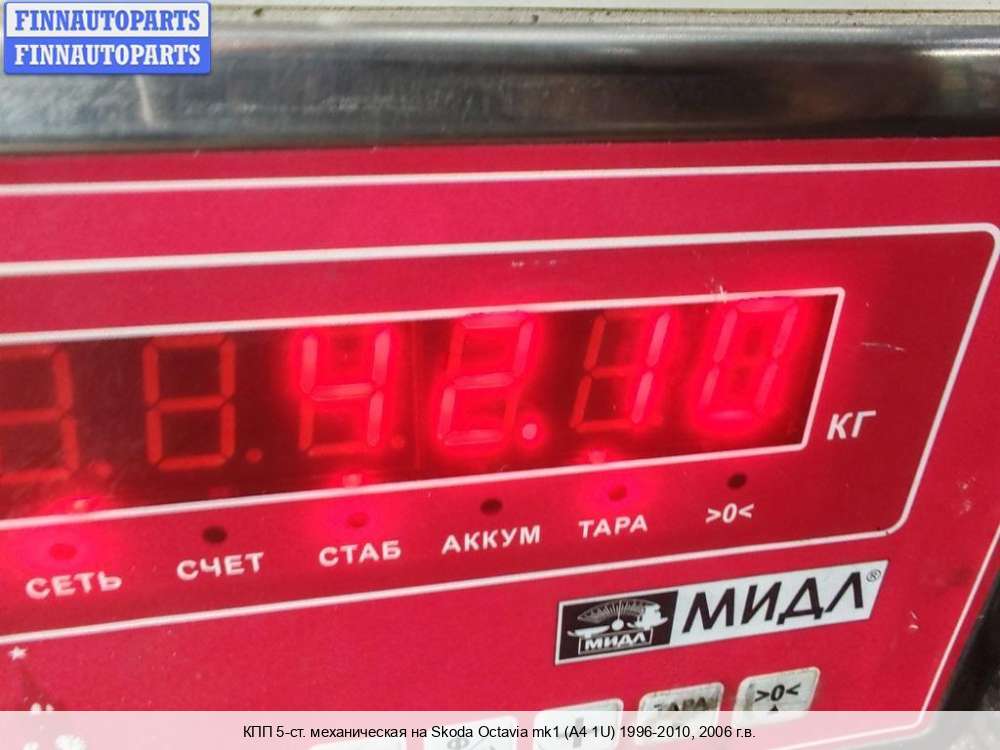 FINNAUTOPARTS
FINNAUTOPARTS
42.10
КГ
СЕТЬ СЧЕТ СТАБ АККУМ ТАРА >0<
МИДЛ МИДЛ®
ТАРА >0<
КПП 5-ст. механическая на Skoda Octavia mk1 (A4 1U) 1996-2010, 2006 г.в.